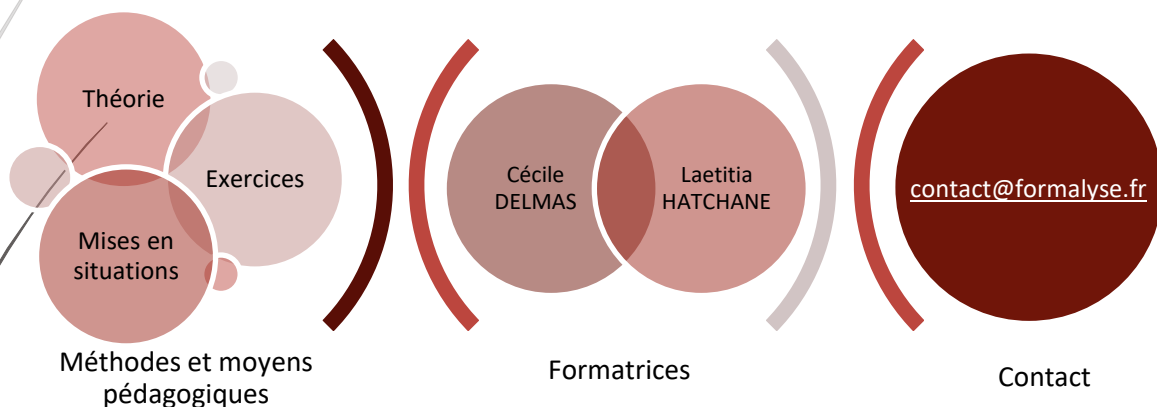 Théorie
Exercices
Mises en
situations
Méthodes et moyens
pédagogiques
Cécile
DELMAS
Laetitia
HATCHANE
Formatrices
contact@formalyse.fr
Contact